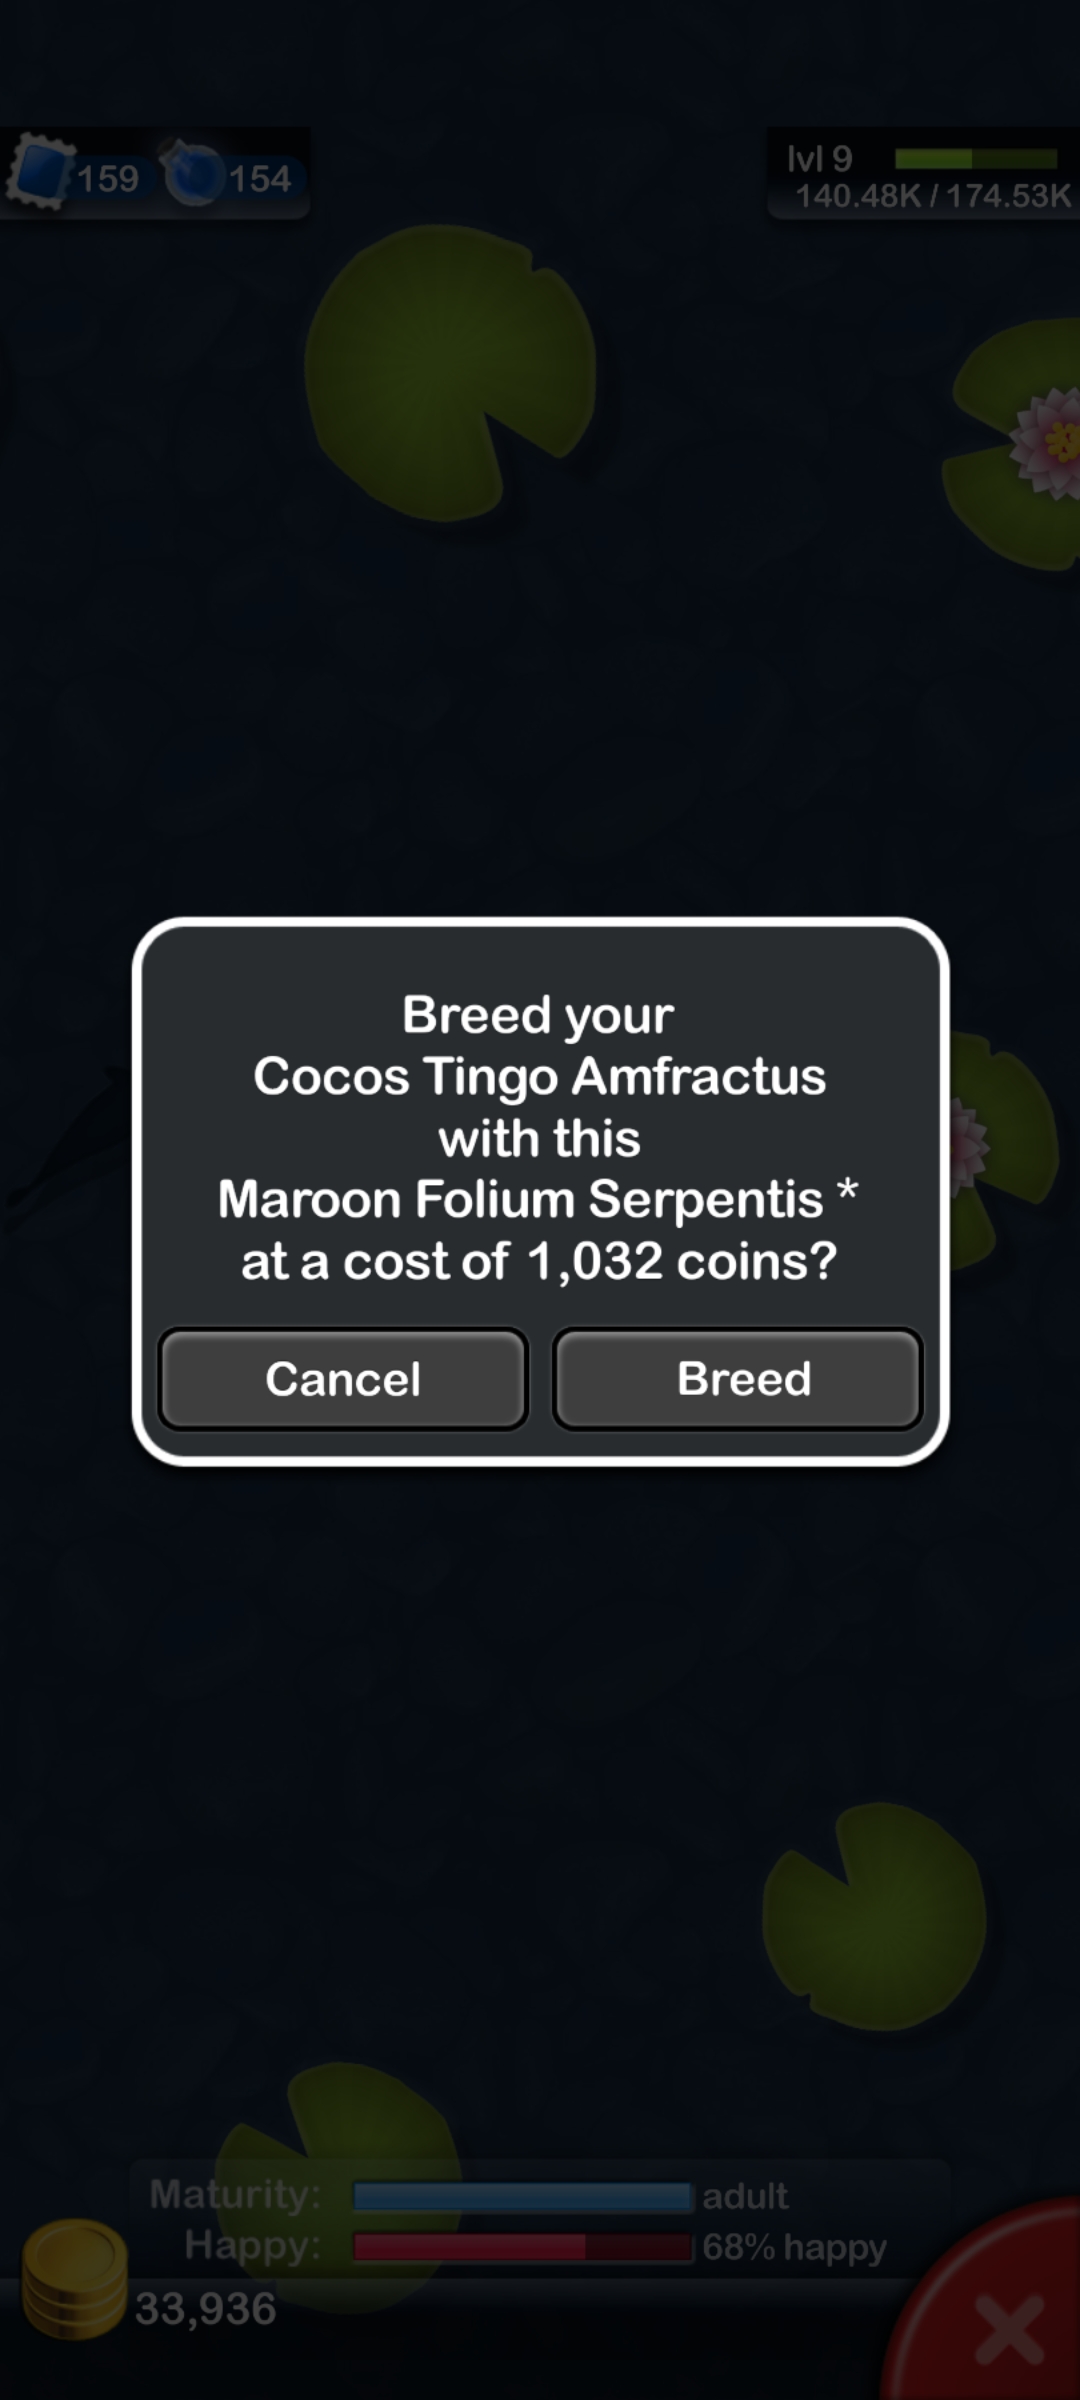 159 154
lvl 9
140.48K / 174.53K
Breed your
Cocos Tingo Amfractus
with this
Maroon Folium Serpentis *
at a cost of 1,032 coins?
Cancel Breed
Maturity: adult
Happy: 68% happy
33,936